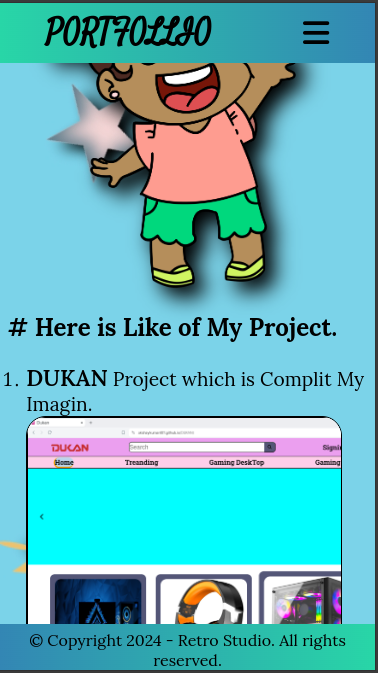 PORTFOLLIO
# Here is Like of My Project.
1. DUKAN Project which is Complit My
Imagin.
Dukan
DUKAN
Search
Home
Treanding
Gaming DeskTop
Gaming
© Copyright 2024 - Retro Studio. All rights
reserved.